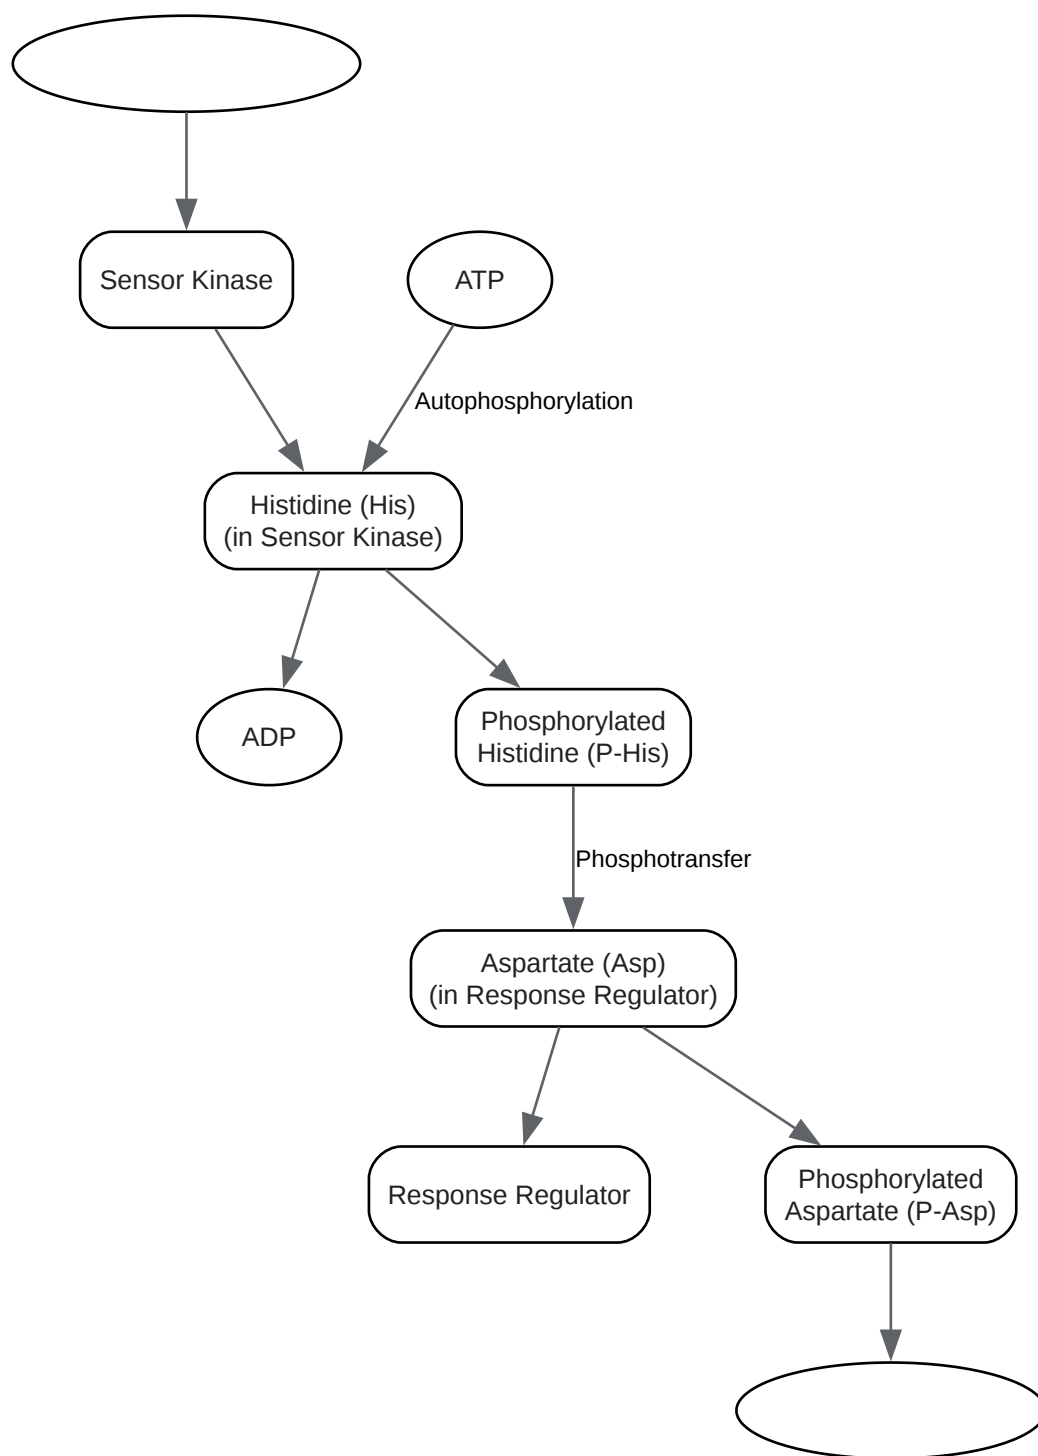 Sensor Kinase
ATP
Autophosphorylation
Histidine (His)
(in Sensor Kinase)
ADP
Phosphorylated
Histidine (P-His)
Phosphotransfer
Aspartate (Asp)
(in Response Regulator)
Response Regulator
Phosphorylated
Aspartate (P-Asp)